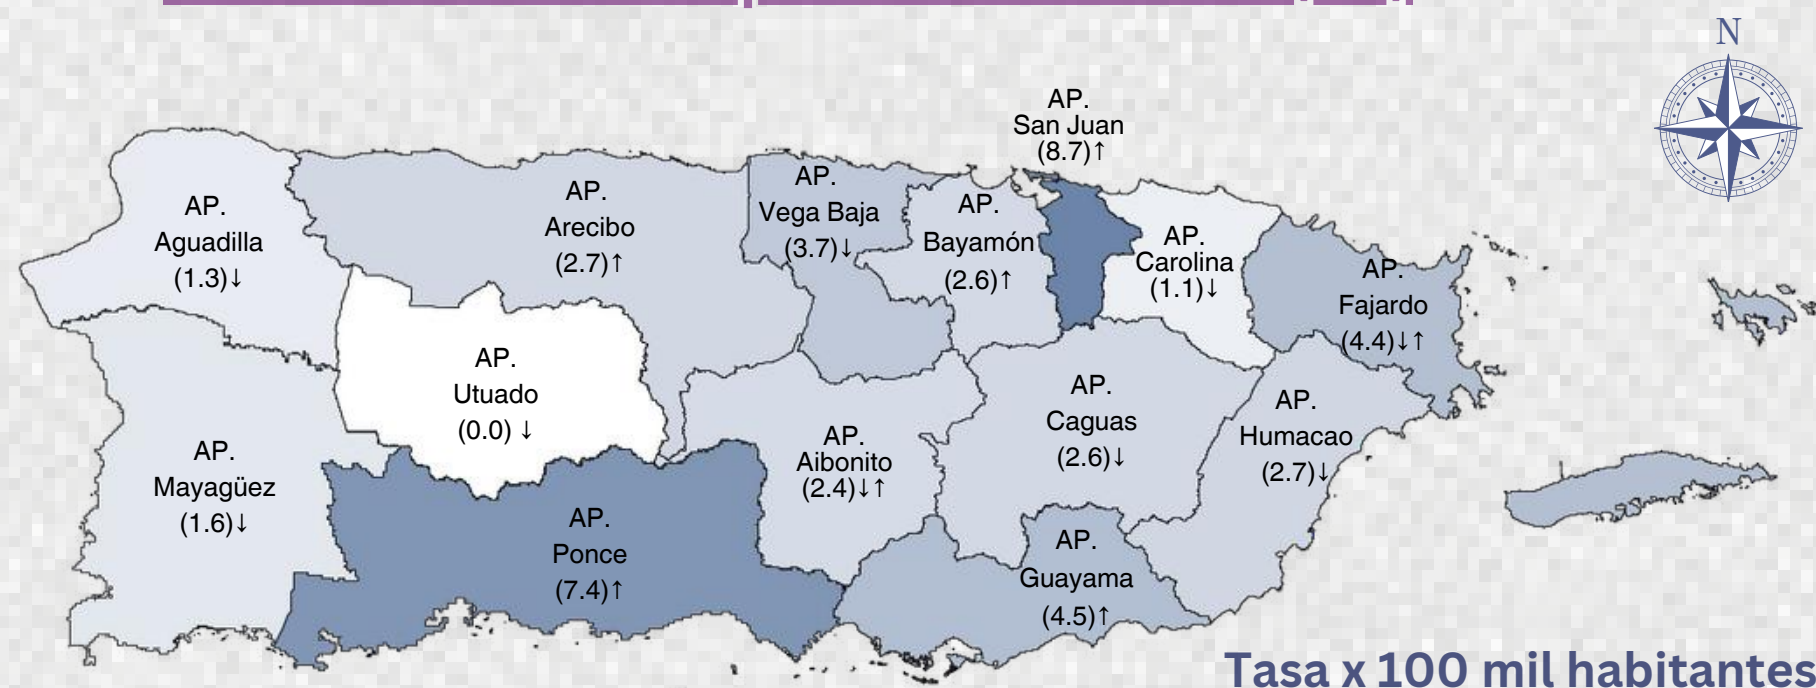 N
AP.
San Juan
(8.7)↑
AP.
Aguadilla
(1.3)↓
AP.
Arecibo
(2.7)↑
AP.
Vega Baja
(3.7)↓
AP.
Bayamón
(2.6)↑
AP.
Carolina
(1.1)↓
AP.
Fajardo
(4.4)↓↑
AP.
Utuado
(0.0) ↓
AP.
Mayagüez
(1.6)↓
AP.
Ponce
(7.4)↑
AP.
Aibonito
(2.4)↓↑
AP.
Caguas
(2.6)↓
AP.
Humacao
(2.7)↓
AP.
Guayama
(4.5)↑
Tasa x 100 mil habitantes